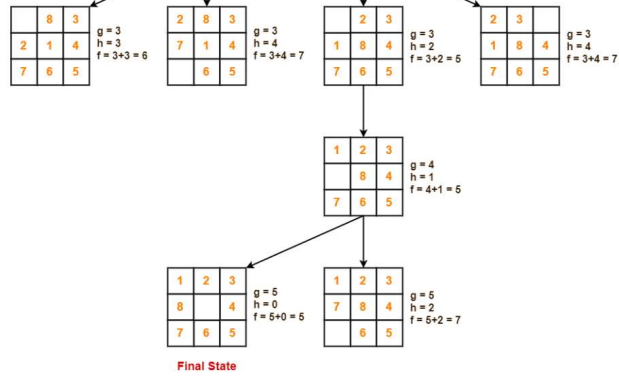 8 3
2 1 4
7 6 5
g = 3
h = 3
f = 3+3 = 6
2 8 3
7 1 4
6 5
g = 3
h = 4
f = 3+4 = 7
2 3
1 8 4
7 6 5
g = 3
h = 2
f = 3+2 = 5
2 3
1 8 4
7 6 5
g = 3
h = 4
f = 3+4 = 7
1 2 3
8 4
7 6 5
g = 4
h = 1
f = 4+1 = 5
1 2 3
8 4
7 6 5
g = 5
h = 0
f = 5+0 = 5
Final State
1 2 3
7 8 4
6 5
g = 5
h = 2
f = 5+2 = 7